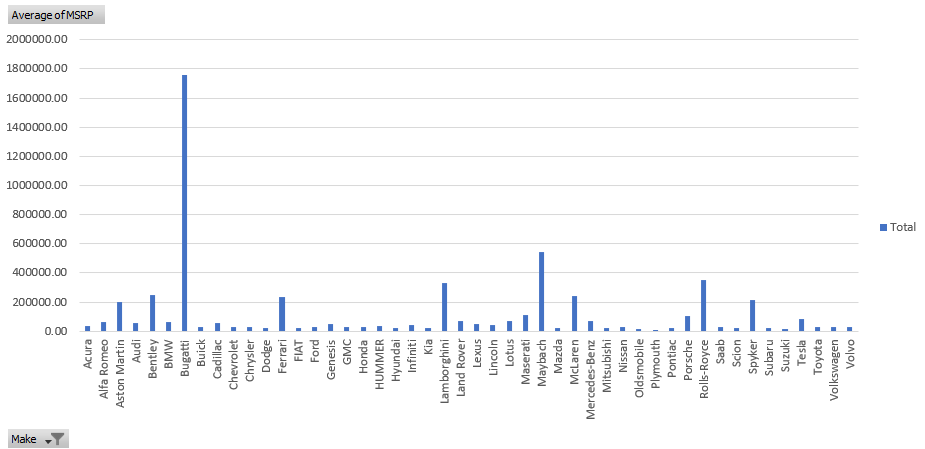 Average of MSRP
2000000.00
1800000.00
1600000.00
1400000.00
1200000.00
1000000.00
800000.00
600000.00
400000.00
200000.00
0.00
Total
Acura
Alfa Romeo
Aston Martin
Audi
Bentley
BMW
Bugatti
Buick
Cadillac
Chevrolet
Chrysler
Dodge
Ferrari
FIAT
Ford
Genesis
GMC
Honda
HUMMER
Hyundai
Infiniti
Kia
Lamborghini
Land Rover
Lexus
Lincoln
Lotus
Maserati
Maybach
Mazda
McLaren
Mercedes-Benz
Mitsubishi
Nissan
Oldsmobile
Plymouth
Pontiac
Porsche
Rolls-Royce
Saab
Scion
Spyker
Subaru
Suzuki
Tesla
Toyota
Volkswagen
Volvo
Make